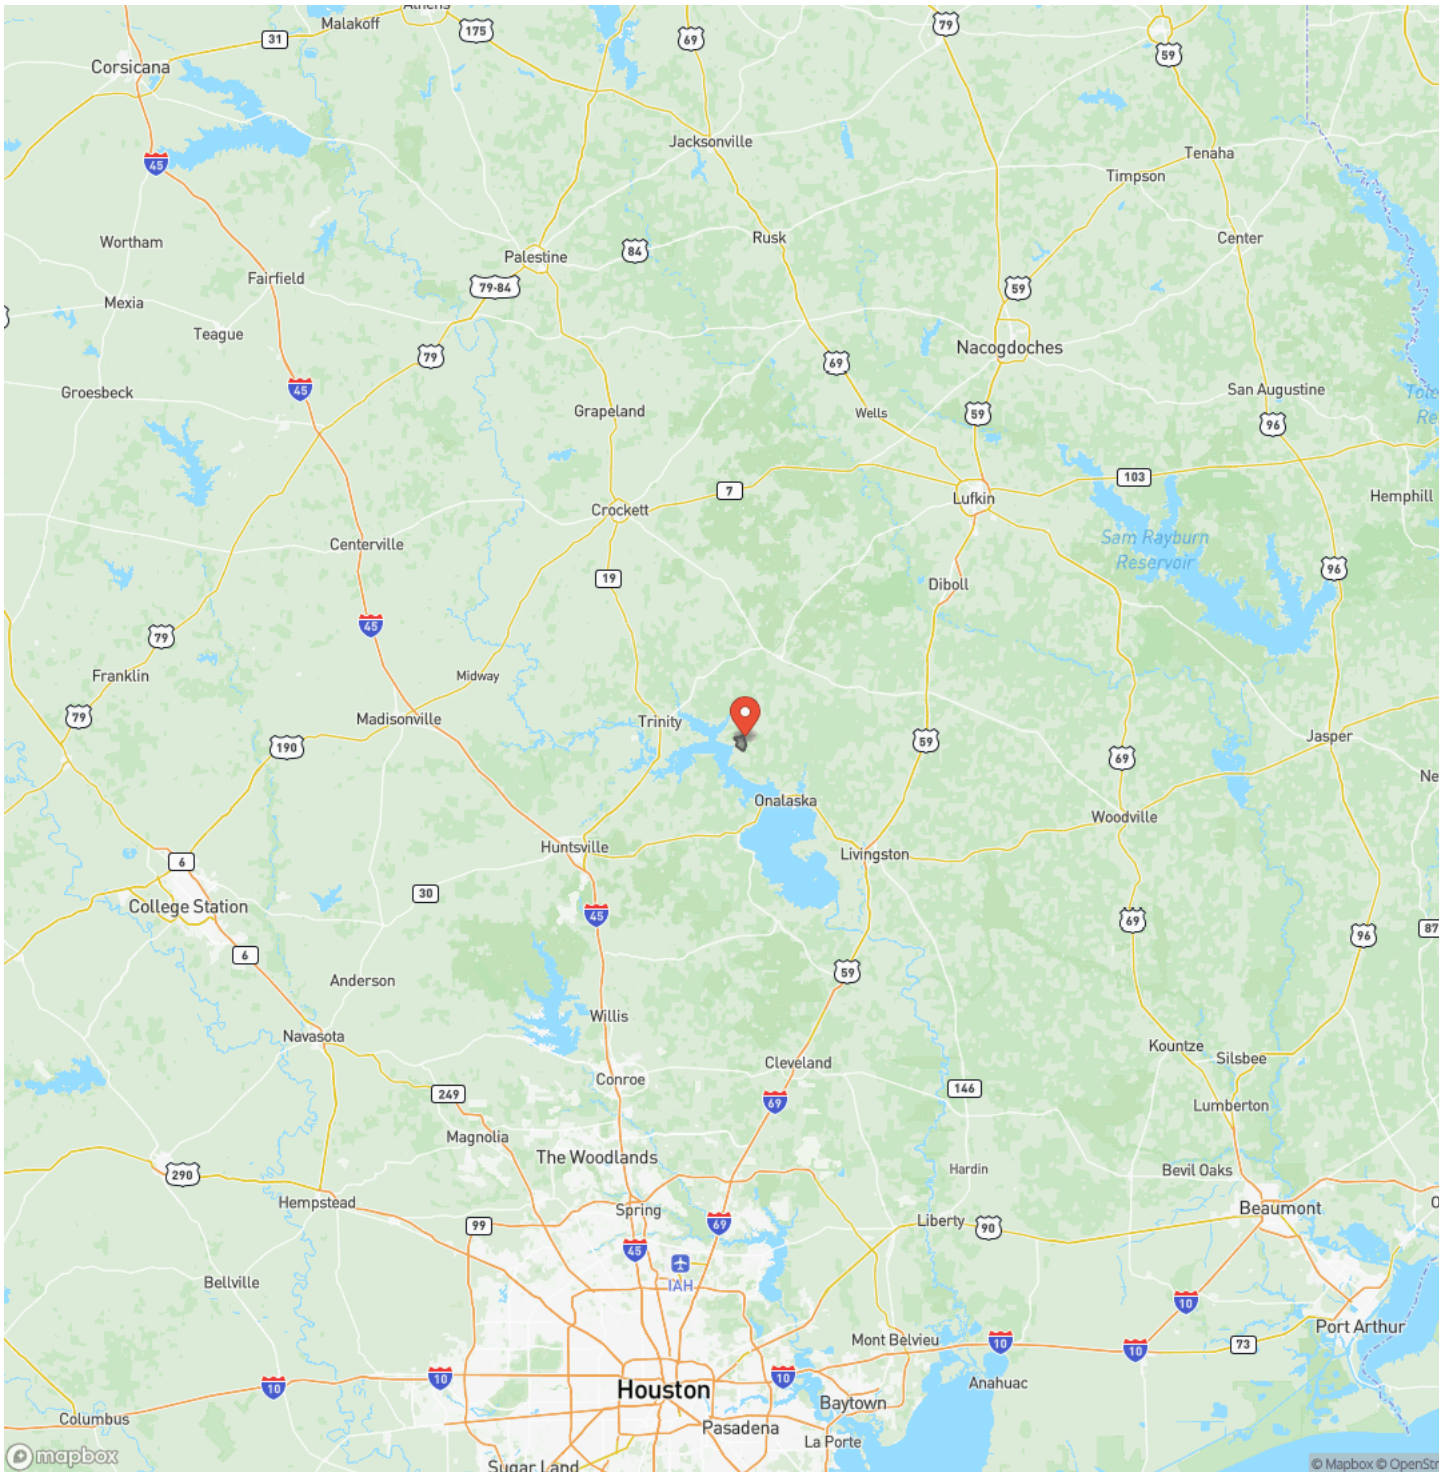 Athens
Malakoff
175
31
69
79
59
Corsicana
Jacksonville
45
Tenaha
Timpson
Wortham
Rusk
84
Center
Palestine
Fairfield
79-84
59
Mexia
Teague
Nacogdoches
79
69
45
Groesbeck
San Augustine
Tole
Re
Grapeland
Wells
59
96
103
7
Hemphill
Lufkin
Crockett
Centerville
Sam Rayburn
Reservoir
96
19
Diboll
45
79
Franklin
Midway
79
Madisonville
Trinity
190
59
Jasper
69
Ne
Onalaska
Woodville
Huntsville
Livingston
6
30
College Station
45
69
87
96
6
59
Anderson
Willis
Navasota
Kountze
Silsbee
Cleveland
Conroe
249
146
69
Lumberton
Magnolia
The Woodlands
Hardin
Bevil Oaks
290
Hempstead
Spring
Beaumont
99
69
Liberty
90
45
IAH
Bellville
10
Port Arthur
Mont Belvieu
10
10
73
10
10
10
Anahuac
Houston
Baytown
Columbus
Pasadena
La Porte
mapbox
Sugar Land
© Mapbox © OpenStr